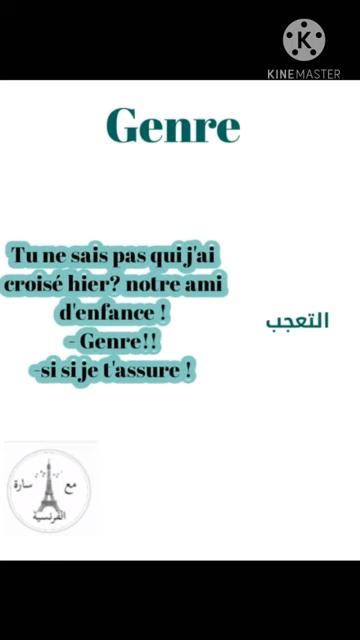 KINEMASTER
Genre
Tu ne sais pas qui j'ai
croisé hier? notre ami
d'enfance !
- Genre!!
-si si je t'assure !
التعجب
مع سارة
الفرنسية